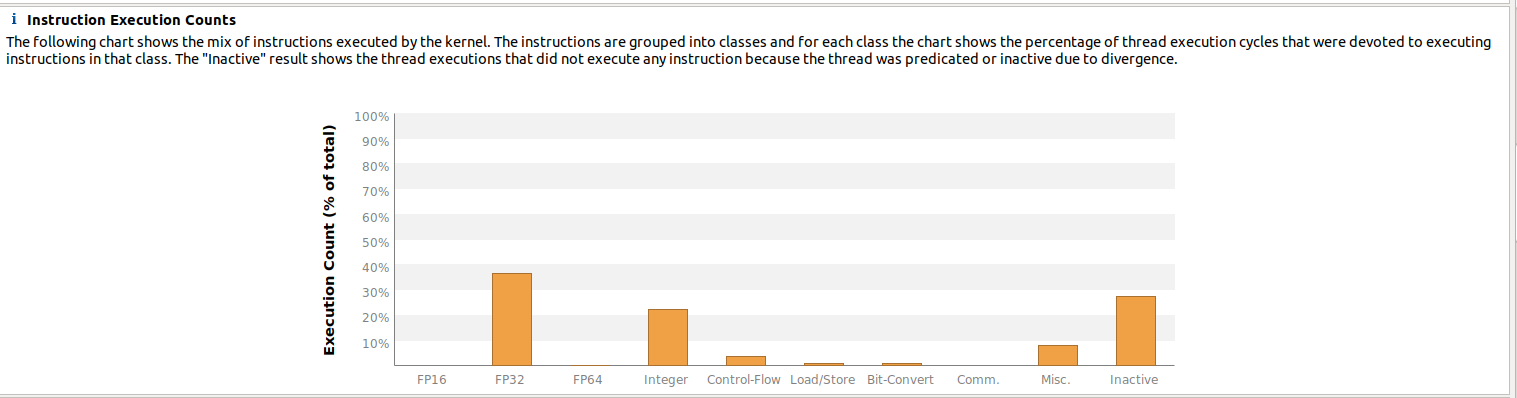 i Instruction Execution Counts
The following chart shows the mix of instructions executed by the kernel. The instructions are grouped into classes and for each class the chart shows the percentage of thread execution cycles that were devoted to executing
instructions in that class. The "Inactive" result shows the thread executions that did not execute any instruction because the thread was predicated or inactive due to divergence.
Execution Count (% of total)
100%
90%
80%
70%
60%
50%
40%
30%
20%
10%
FP16 FP32 FP64 Integer Control-Flow Load/Store Bit-Convert Comm. Misc. Inactive